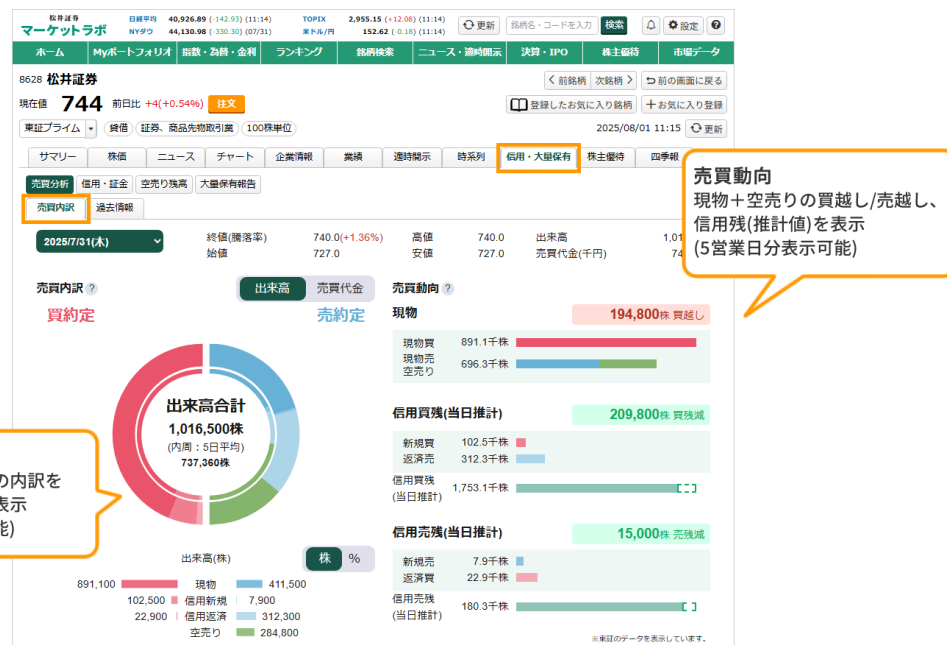 松井証券
マーケットラボ
日経平均 40,926.89 (-142.93) (11:14) TOPIX 2,955.15 (+12.08) (11:14)
NYダウ 44,130.98 (-330.30) (07/31) 米ドル/円 152.62 (-0.18) (11:14)
更新 銘柄名・コードを入力 検索 設定
ホーム Myポートフォリオ 指数・為替・金利 ランキング 銘柄検索 ニュース・適時開示 決算・IPO 株主優待 市場データ
8628 松井証券
前銘柄 次銘柄 前の画面に戻る
現在値 744 前日比 +4(+0.54%) 注文
登録したお気に入り銘柄 お気に入り登録
東証プライム 貸借 証券、商品先物取引業 100株単位
2025/08/01 11:15 更新
サマリー 株価 ニュース チャート 企業情報 業績 適時開示 時系列 信用・大量保有 株主優待 四季報
売買分析 信用・証金 空売り残高 大量保有報告
売買内訳 過去情報
2025/7/31(木)
終値(騰落率) 740.0(+1.36%) 高値 740.0 出来高 1,01
始値 727.0 安値 727.0 売買代金(千円) 74
売買動向
現物+空売りの買越し/売越し、
信用残(推計値)を表示
(5営業日分表示可能)
売買内訳 ?
出来高 売買代金
買約定 売約定
出来高合計
1,016,500株
(内周:5日平均)
737,360株
の内訳を
表示
能)
出来高(株) 株 %
891,100 現物 411,500
102,500 信用新規 7,900
22,900 信用返済 312,300
空売り 284,800
売買動向 ?
現物 194,800株 買越し
現物買 891.1千株
現物売
空売り 696.3千株
信用買残(当日推計) 209,800株 買残減
新規買 102.5千株
返済売 312.3千株
信用買残
(当日推計) 1,753.1千株
信用売残(当日推計) 15,000株 売残減
新規売 7.9千株
返済買 22.9千株
信用売残
(当日推計) 180.3千株
※東証のデータを表示しています。